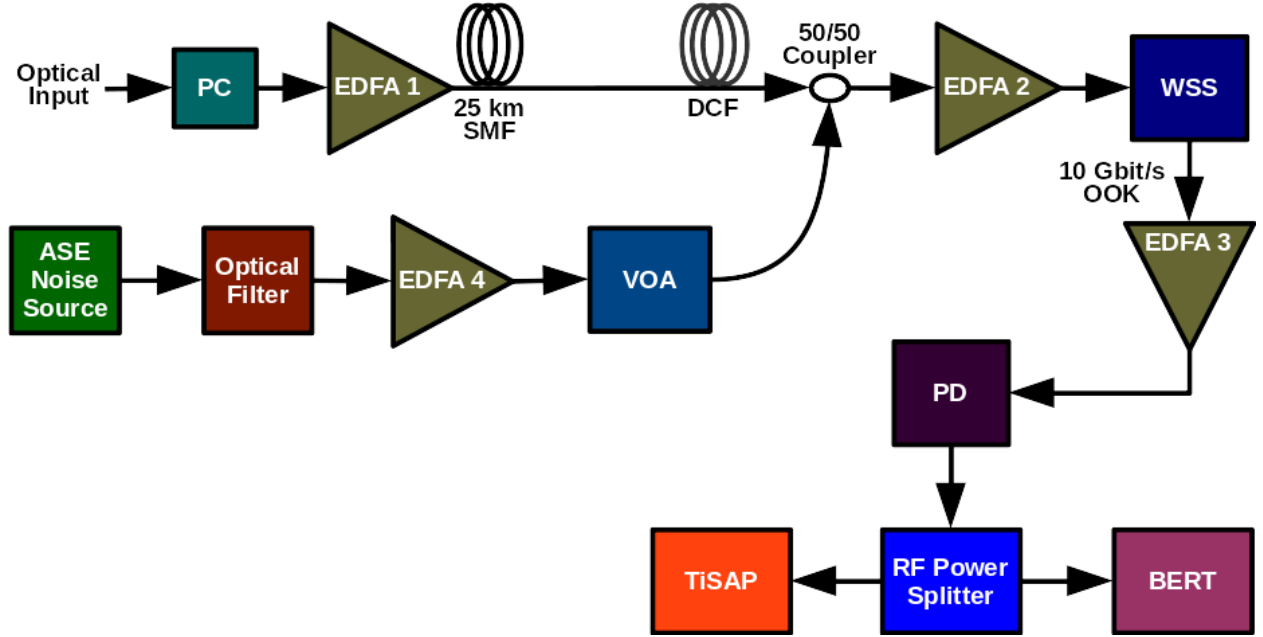 Optical
Input
PC
EDFA 1
25 km
SMF
DCF
50/50
Coupler
EDFA 2
WSS
10 Gbit/s
OOK
EDFA 3
ASE
Noise
Source
Optical
Filter
EDFA 4
VOA
PD
TiSAP
RF Power
Splitter
BERT